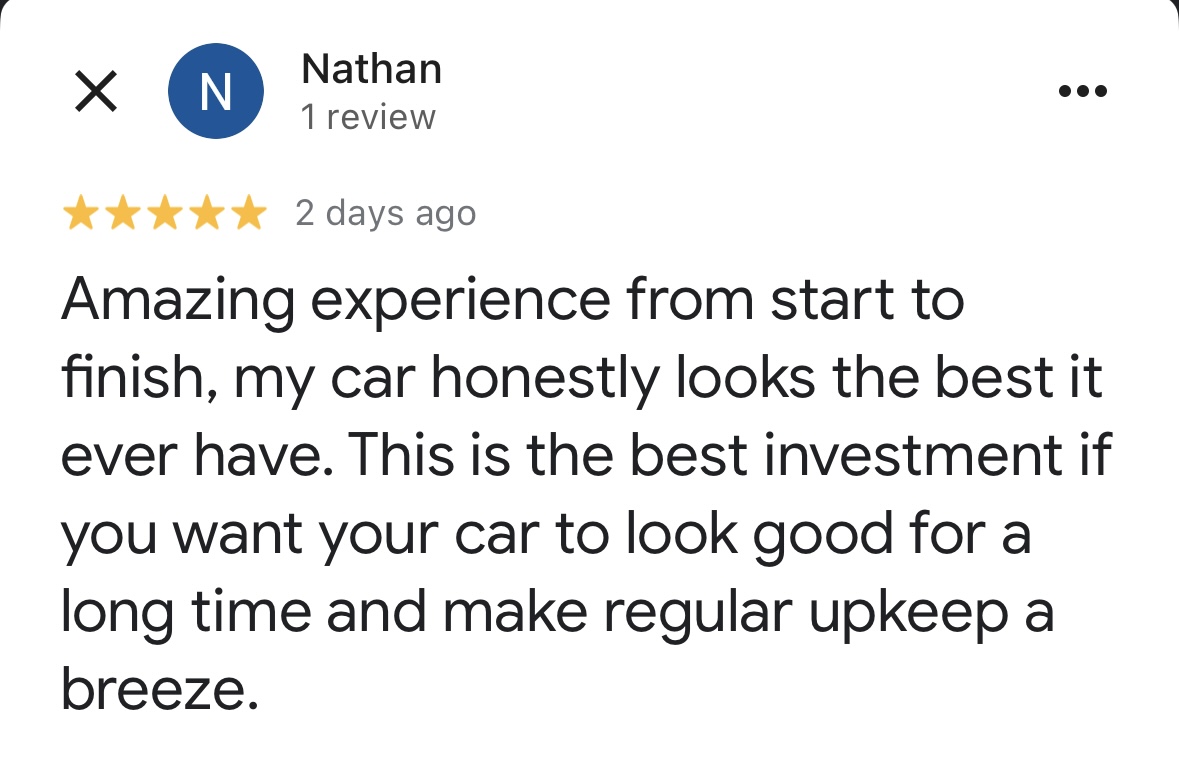 N
Nathan
1 review
2 days ago
Amazing experience from start to
finish, my car honestly looks the best it
ever have. This is the best investment if
you want your car to look good for a
long time and make regular upkeep a
breeze.